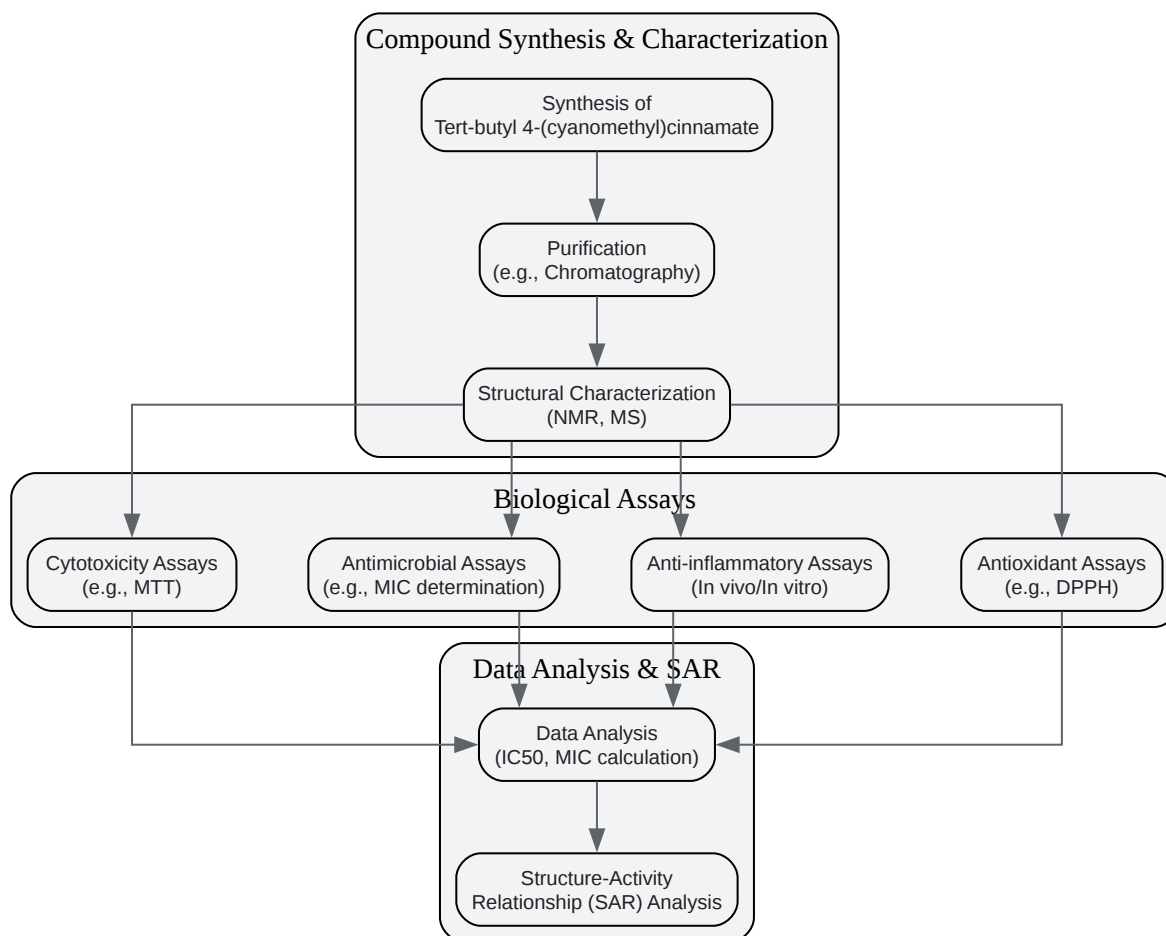 Compound Synthesis & Characterization
Synthesis of
Tert-butyl 4-(cyanomethyl)cinnamate
Purification
(e.g., Chromatography)
Structural Characterization
(NMR, MS)
Biological Assays
Cytotoxicity Assays
(e.g., MTT)
Antimicrobial Assays
(e.g., MIC determination)
Anti-inflammatory Assays
(In vivo/In vitro)
Antioxidant Assays
(e.g., DPPH)
Data Analysis & SAR
Data Analysis
(IC50, MIC calculation)
Structure-Activity
Relationship (SAR) Analysis